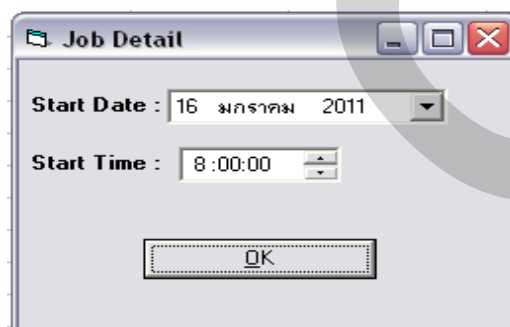 Job Detail
Start Date : 16 มกราคม 2011
Start Time : 8:00:00
OK